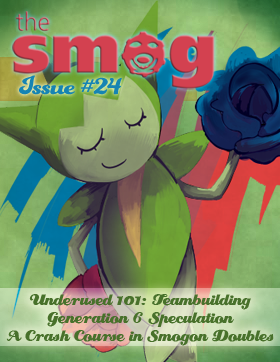 the
smog
Issue #24
Underused 101: Teambuilding
Generation 6 Speculation
A Crash Course in Smogon Doubles